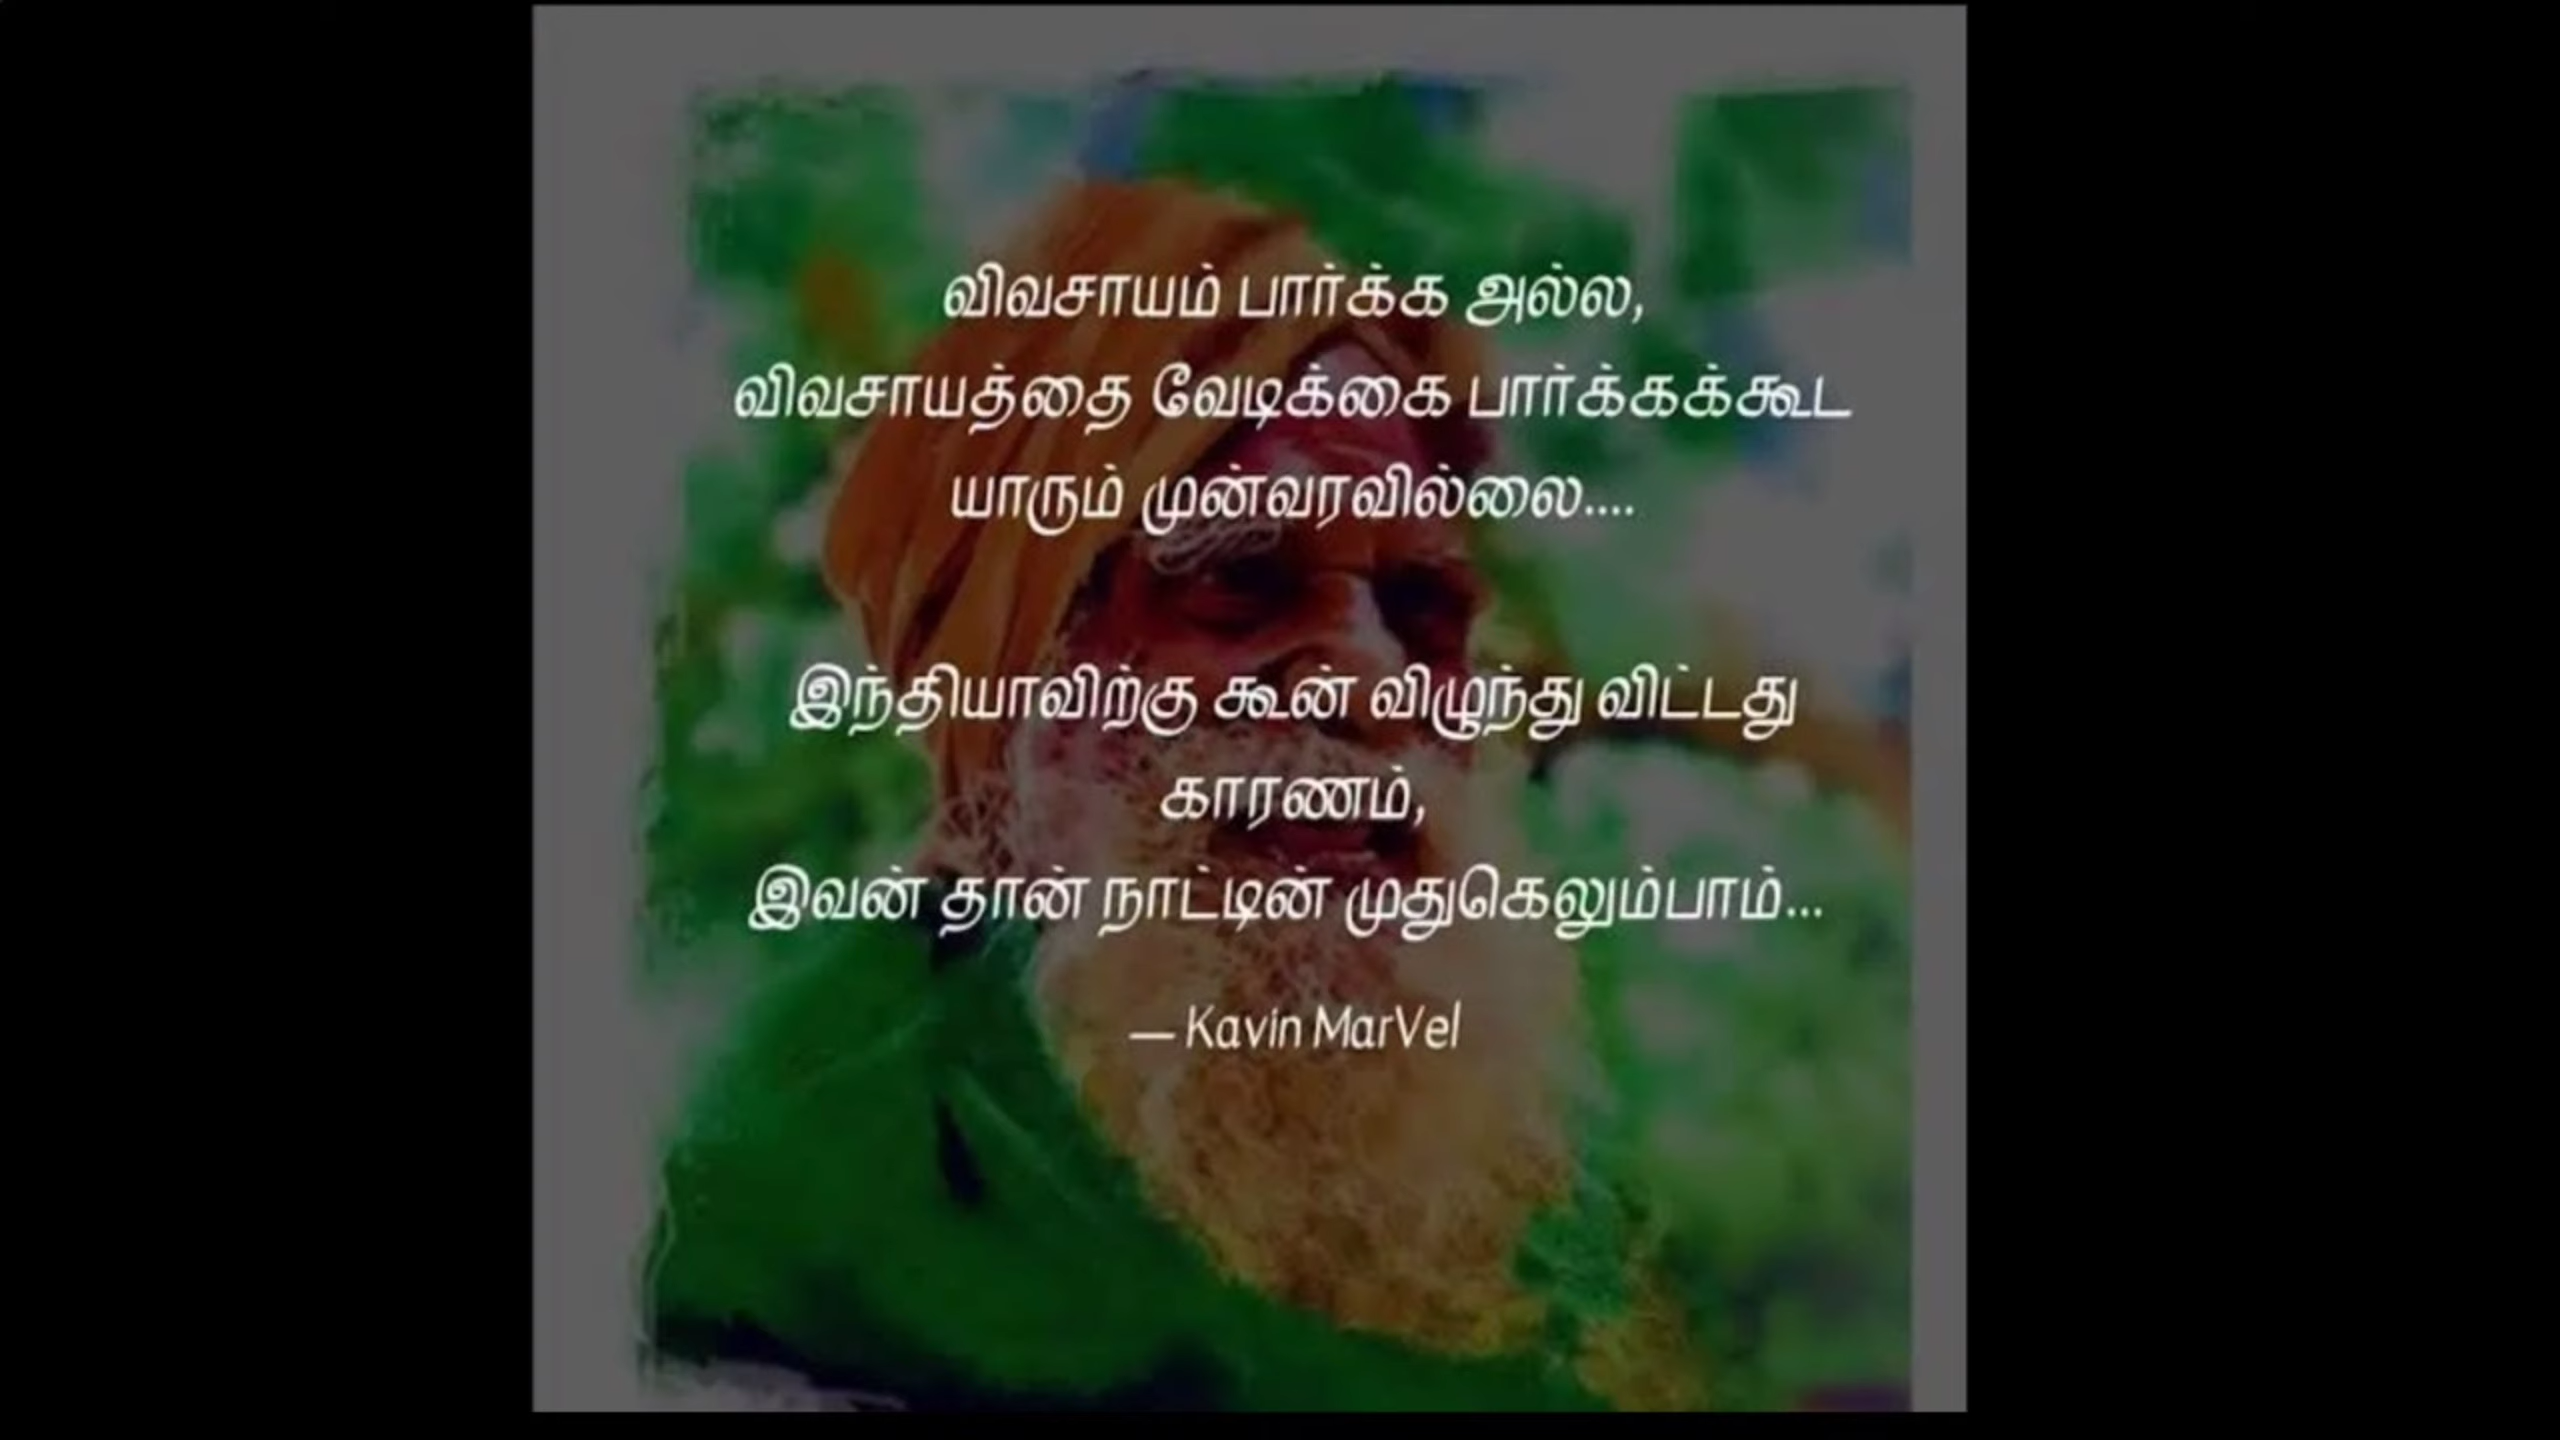 விவசாயம் பார்க்க அல்ல,
விவசாயத்தை வேடிக்கை பார்க்கக்கூட
யாரும் முன்வரவில்லை....
இந்தியாவிற்கு கூன் விழுந்து விட்டது
காரணம்,
இவன் தான் நாட்டின் முதுகெலும்பாம்...
— Kavin MarVel